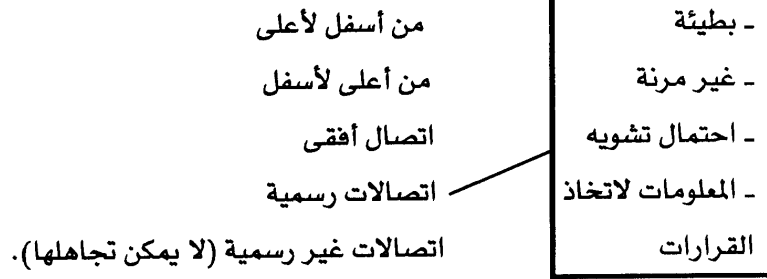 ـ بطيئة
ـ غير مرنة
ـ احتمال تشويه
ـ المعلومات لاتخاذ
القرارات
من أسفل لأعلى
من أعلى لأسفل
اتصال أفقى
اتصالات رسمية
اتصالات غير رسمية (لا يمكن تجاهلها).